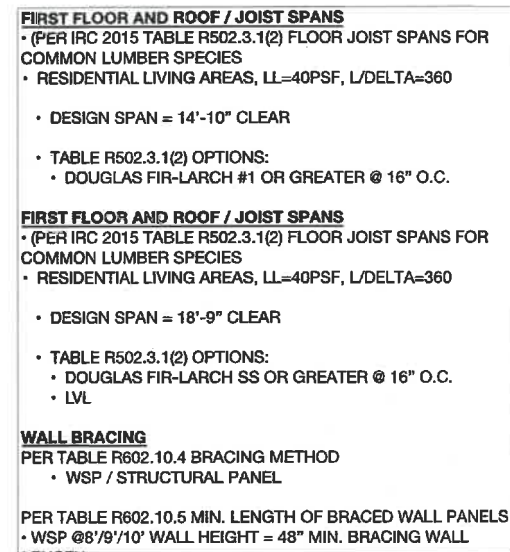 FIRST FLOOR AND ROOF / JOIST SPANS
• (PER IRC 2015 TABLE R502.3.1(2) FLOOR JOIST SPANS FOR
COMMON LUMBER SPECIES
• RESIDENTIAL LIVING AREAS, LL=40PSF, L/DELTA=360
• DESIGN SPAN = 14'-10" CLEAR
• TABLE R502.3.1(2) OPTIONS:
• DOUGLAS FIR-LARCH #1 OR GREATER @ 16" O.C.
FIRST FLOOR AND ROOF / JOIST SPANS
• (PER IRC 2015 TABLE R502.3.1(2) FLOOR JOIST SPANS FOR
COMMON LUMBER SPECIES
• RESIDENTIAL LIVING AREAS, LL=40PSF, L/DELTA=360
• DESIGN SPAN = 18'-9" CLEAR
• TABLE R502.3.1(2) OPTIONS:
• DOUGLAS FIR-LARCH SS OR GREATER @ 16" O.C.
• LVL
WALL BRACING
PER TABLE R602.10.4 BRACING METHOD
• WSP / STRUCTURAL PANEL
PER TABLE R602.10.5 MIN. LENGTH OF BRACED WALL PANELS
• WSP @8'/9'/10' WALL HEIGHT = 48" MIN. BRACING WALL